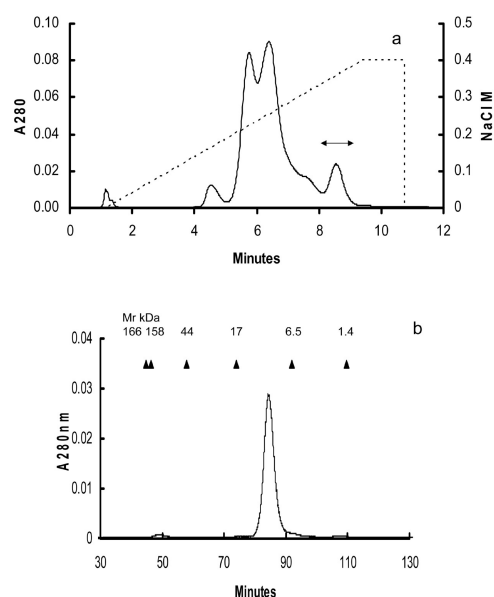 0.10 0.5
a
0.08 0.4
0.06 0.3
0.04 0.2
0.02 0.1
0.00 0
A280
NaCl M
0 2 4 6 8 10 12
Minutes
Mr kDa
166 158 44 17 6.5 1.4
b
0.04
0.03
0.02
0.01
0
A280nm
30 50 70 90 110 130
Minutes